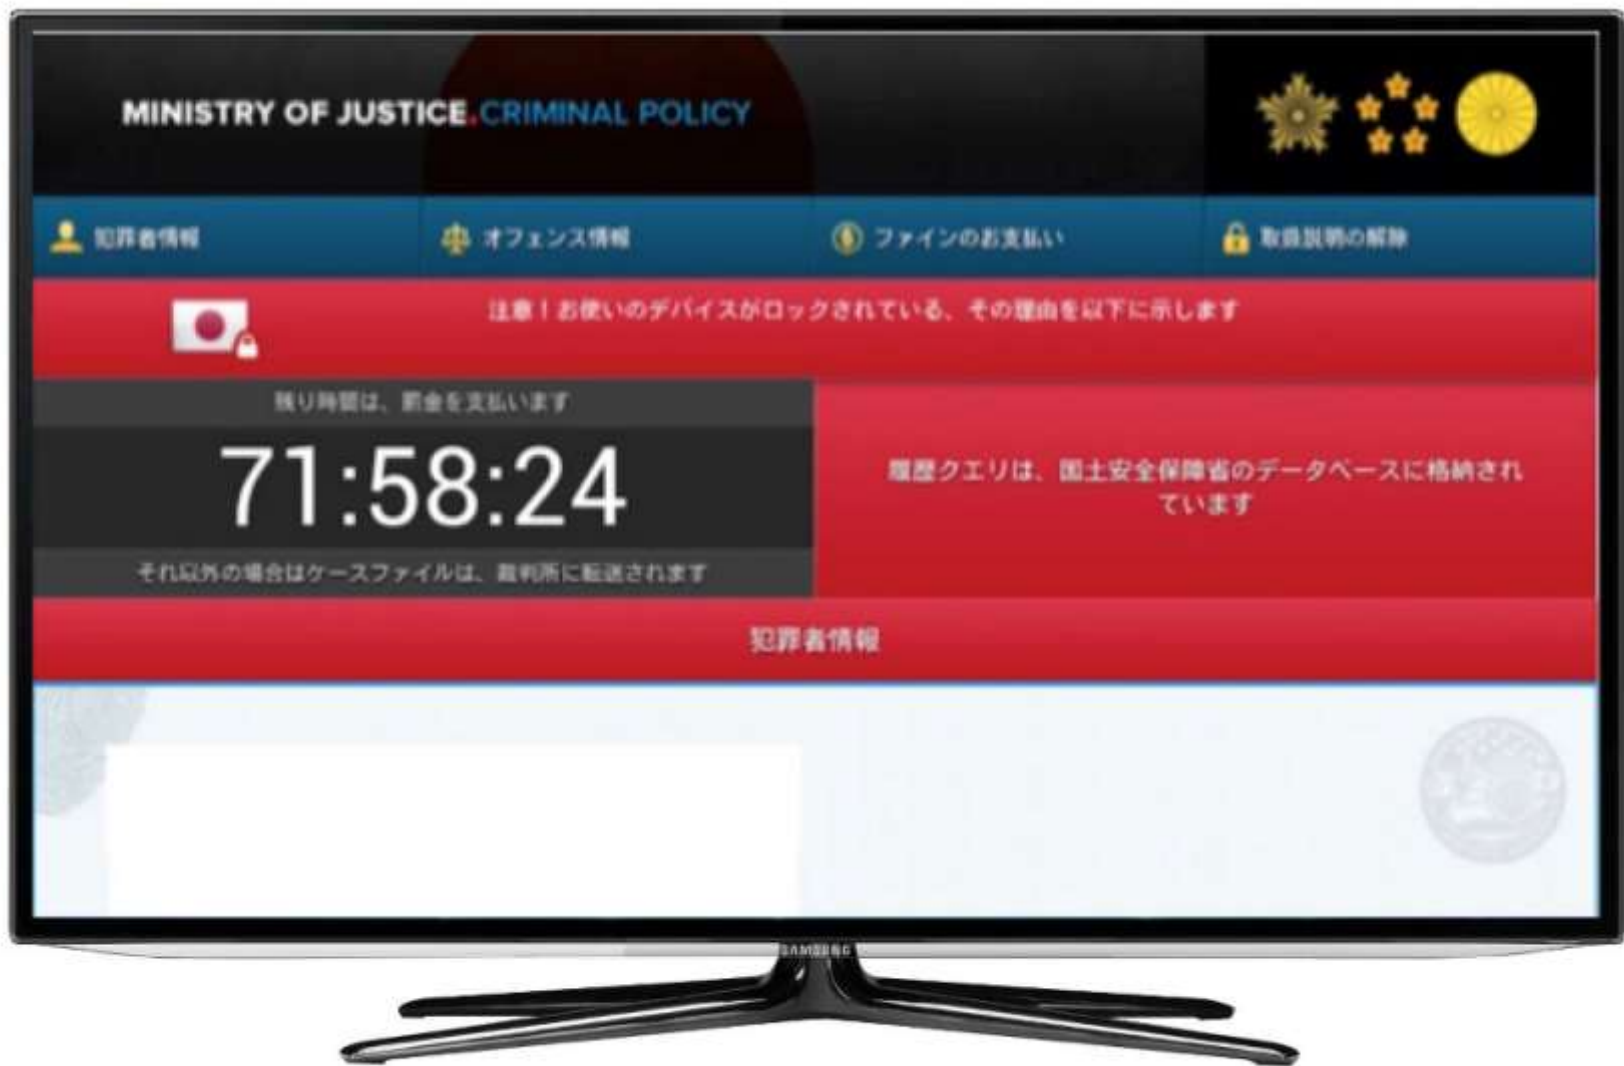 MINISTRY OF JUSTICE.CRIMINAL POLICY
犯罪者情報
オフェンス情報
ファインのお支払い
取扱説明の解除
注意！お使いのデバイスがロックされている、その理由を以下に示します
残り時間は、罰金を支払います
71:58:24
それ以外の場合はケースファイルは、裁判所に転送されます
履歴クエリは、国土安全保障省のデータベースに格納され
ています
犯罪者情報
SAMSUNG